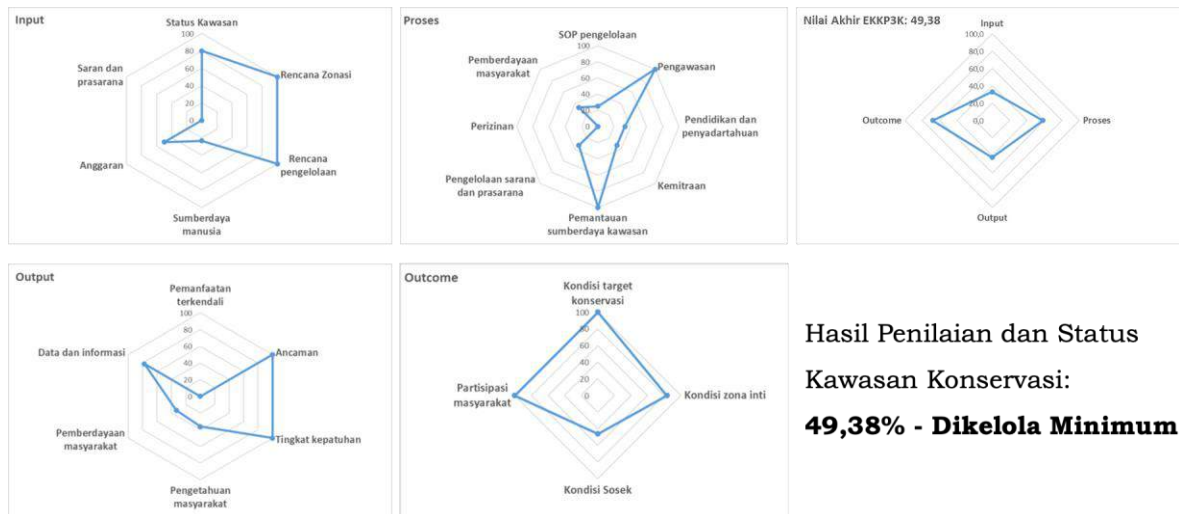 Input
Status Kawasan
100
80
60
40
20
0
Rencana Zonasi
Rencana
pengelolaan
Sumberdaya
manusia
Anggaran
Saran dan
prasarana
Proses
SOP pengelolaan
100
80
60
40
20
0
Pengawasan
Pendidikan dan
penyadartahuan
Kemitraan
Pemantauan
sumberdaya kawasan
Pengelolaan sarana
dan prasarana
Perizinan
Pemberdayaan
masyarakat
Nilai Akhir EKKP3K: 49,38
Input
100,0
80,0
60,0
40,0
20,0
0,0
Proses
Output
Outcome
Output
Pemanfaatan
terkendali
100
80
60
40
20
0
Ancaman
Tingkat kepatuhan
Pengetahuan
masyarakat
Pemberdayaan
masyarakat
Data dan informasi
Outcome
Kondisi target
konservasi
100
80
60
40
20
0
Kondisi zona inti
Kondisi Sosek
Partisipasi
masyarakat
Hasil Penilaian dan Status
Kawasan Konservasi:
49,38% - Dikelola Minimum